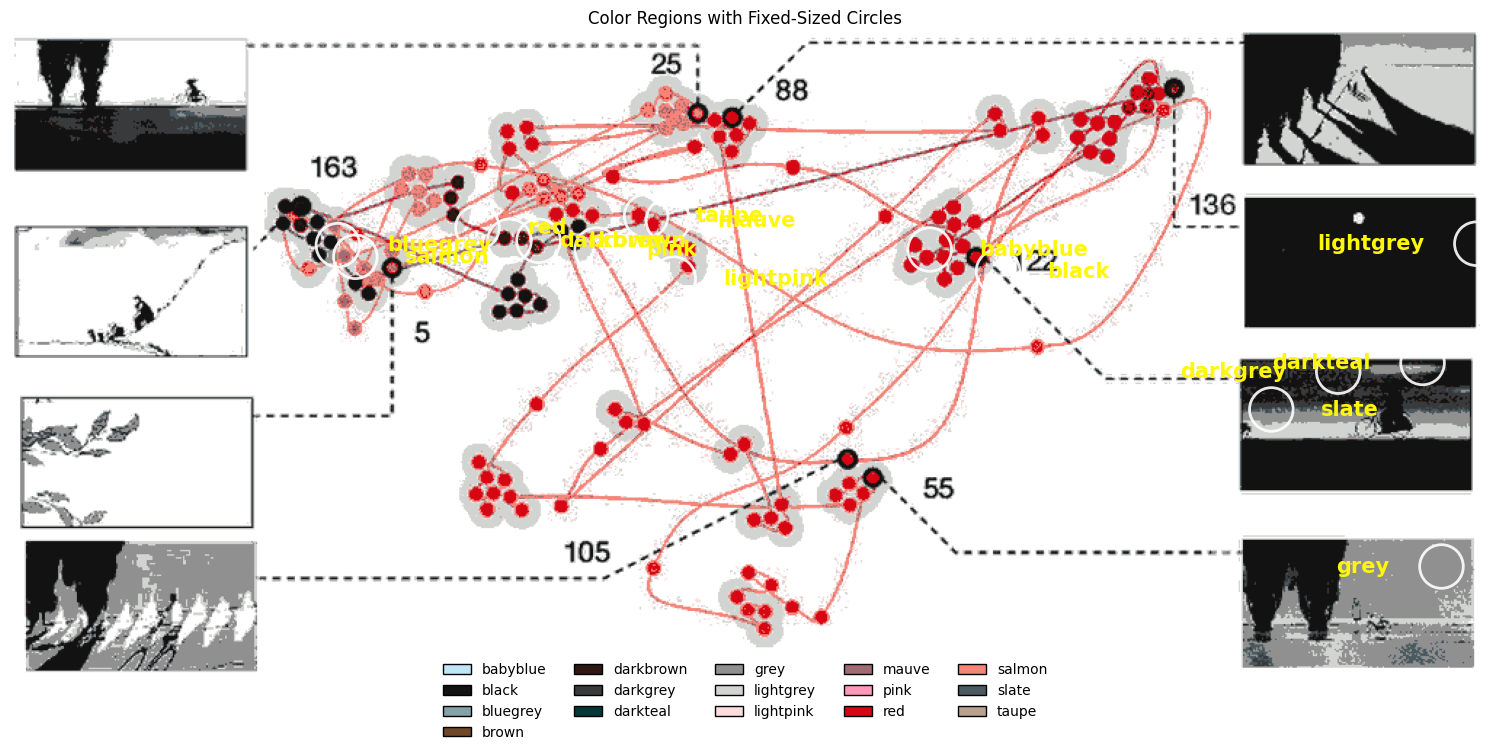 Color Regions with Fixed-Sized Circles
25
88
163
136
taupe
mauve
red
bluegrey
salmon
darkbrown
brown
pink
babyblue
22
black
lightgrey
lightpink
5
darkgrey
darkteal
slate
55
105
grey
babyblue darkbrown grey mauve salmon
black darkgrey lightgrey pink slate
bluegrey darkteal lightpink red taupe
brown